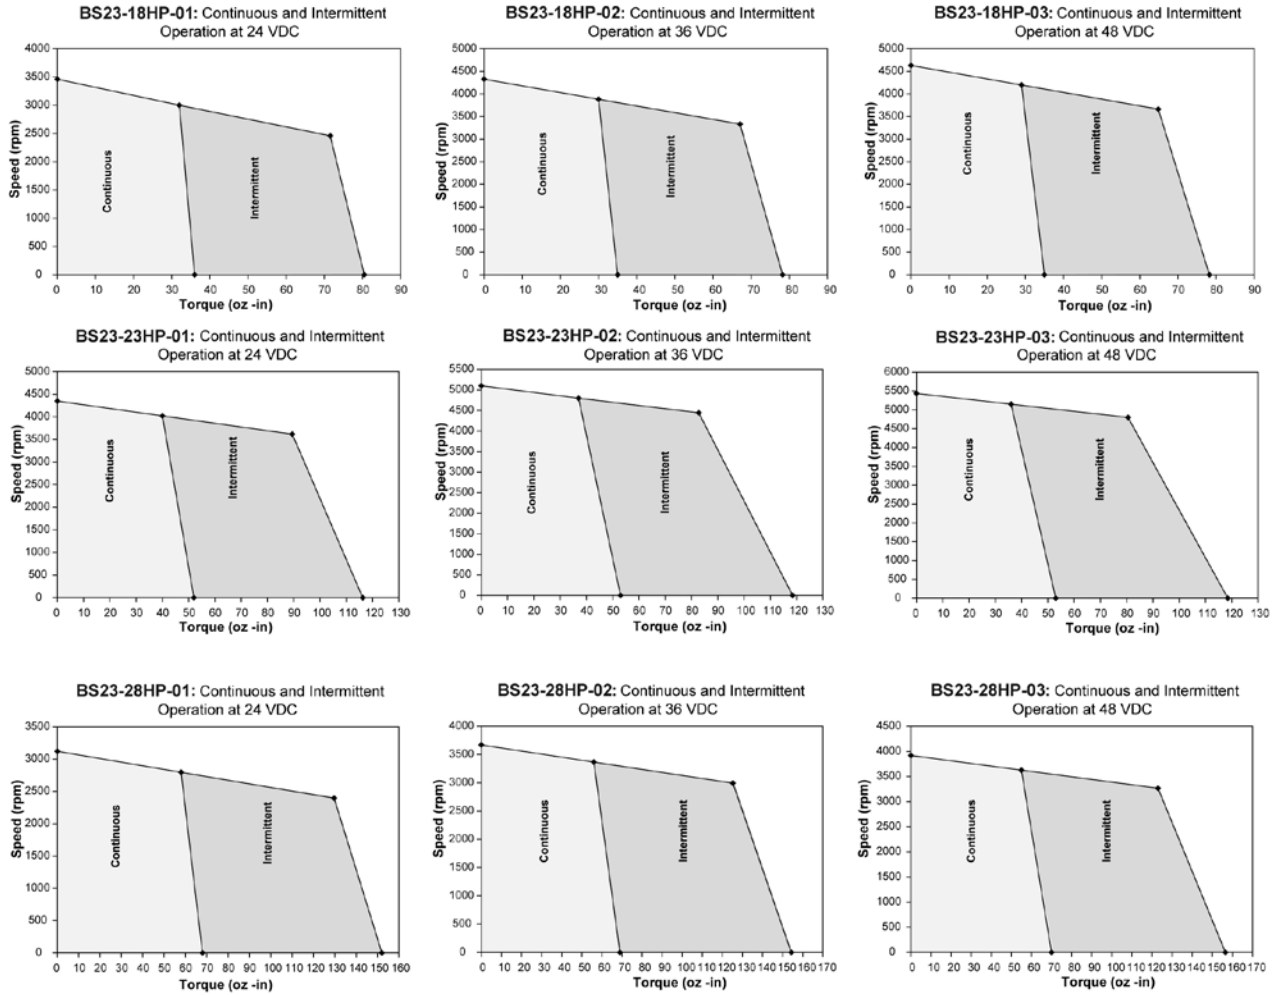 BS23-18HP-01: Continuous and Intermittent
Operation at 24 VDC
4000
3500
3000
2500
2000
1500
1000
500
0
Speed (rpm)
Continuous
Intermittent
0 10 20 30 40 50 60 70 80 90
Torque (oz -in)
BS23-18HP-02: Continuous and Intermittent
Operation at 36 VDC
5000
4500
4000
3500
3000
2500
2000
1500
1000
500
0
Speed (rpm)
Continuous
Intermittent
0 10 20 30 40 50 60 70 80 90
Torque (oz -in)
BS23-18HP-03: Continuous and Intermittent
Operation at 48 VDC
5000
4500
4000
3500
3000
2500
2000
1500
1000
500
0
Speed (rpm)
Continuous
Intermittent
0 10 20 30 40 50 60 70 80 90
Torque (oz -in)
BS23-23HP-01: Continuous and Intermittent
Operation at 24 VDC
5000
4500
4000
3500
3000
2500
2000
1500
1000
500
0
Speed (rpm)
Continuous
Intermittent
0 10 20 30 40 50 60 70 80 90 100 110 120 130
Torque (oz -in)
BS23-23HP-02: Continuous and Intermittent
Operation at 36 VDC
5500
5000
4500
4000
3500
3000
2500
2000
1500
1000
500
0
Speed (rpm)
Continuous
Intermittent
0 10 20 30 40 50 60 70 80 90 100 110 120 130
Torque (oz -in)
BS23-23HP-03: Continuous and Intermittent
Operation at 48 VDC
6000
5500
5000
4500
4000
3500
3000
2500
2000
1500
1000
500
0
Speed (rpm)
Continuous
Intermittent
0 10 20 30 40 50 60 70 80 90 100 110 120 130
Torque (oz -in)
BS23-28HP-01: Continuous and Intermittent
Operation at 24 VDC
3500
3000
2500
2000
1500
1000
500
0
Speed (rpm)
Continuous
Intermittent
0 10 20 30 40 50 60 70 80 90 100 110 120 130 140 150 160
Torque (oz -in)
BS23-28HP-02: Continuous and Intermittent
Operation at 36 VDC
4000
3500
3000
2500
2000
1500
1000
500
0
Speed (rpm)
Continuous
Intermittent
0 10 20 30 40 50 60 70 80 90 100 110 120 130 140 150 160 170
Torque (oz -in)
BS23-28HP-03: Continuous and Intermittent
Operation at 48 VDC
4500
4000
3500
3000
2500
2000
1500
1000
500
0
Speed (rpm)
Continuous
Intermittent
0 10 20 30 40 50 60 70 80 90 100 110 120 130 140 150 160 170
Torque (oz -in)